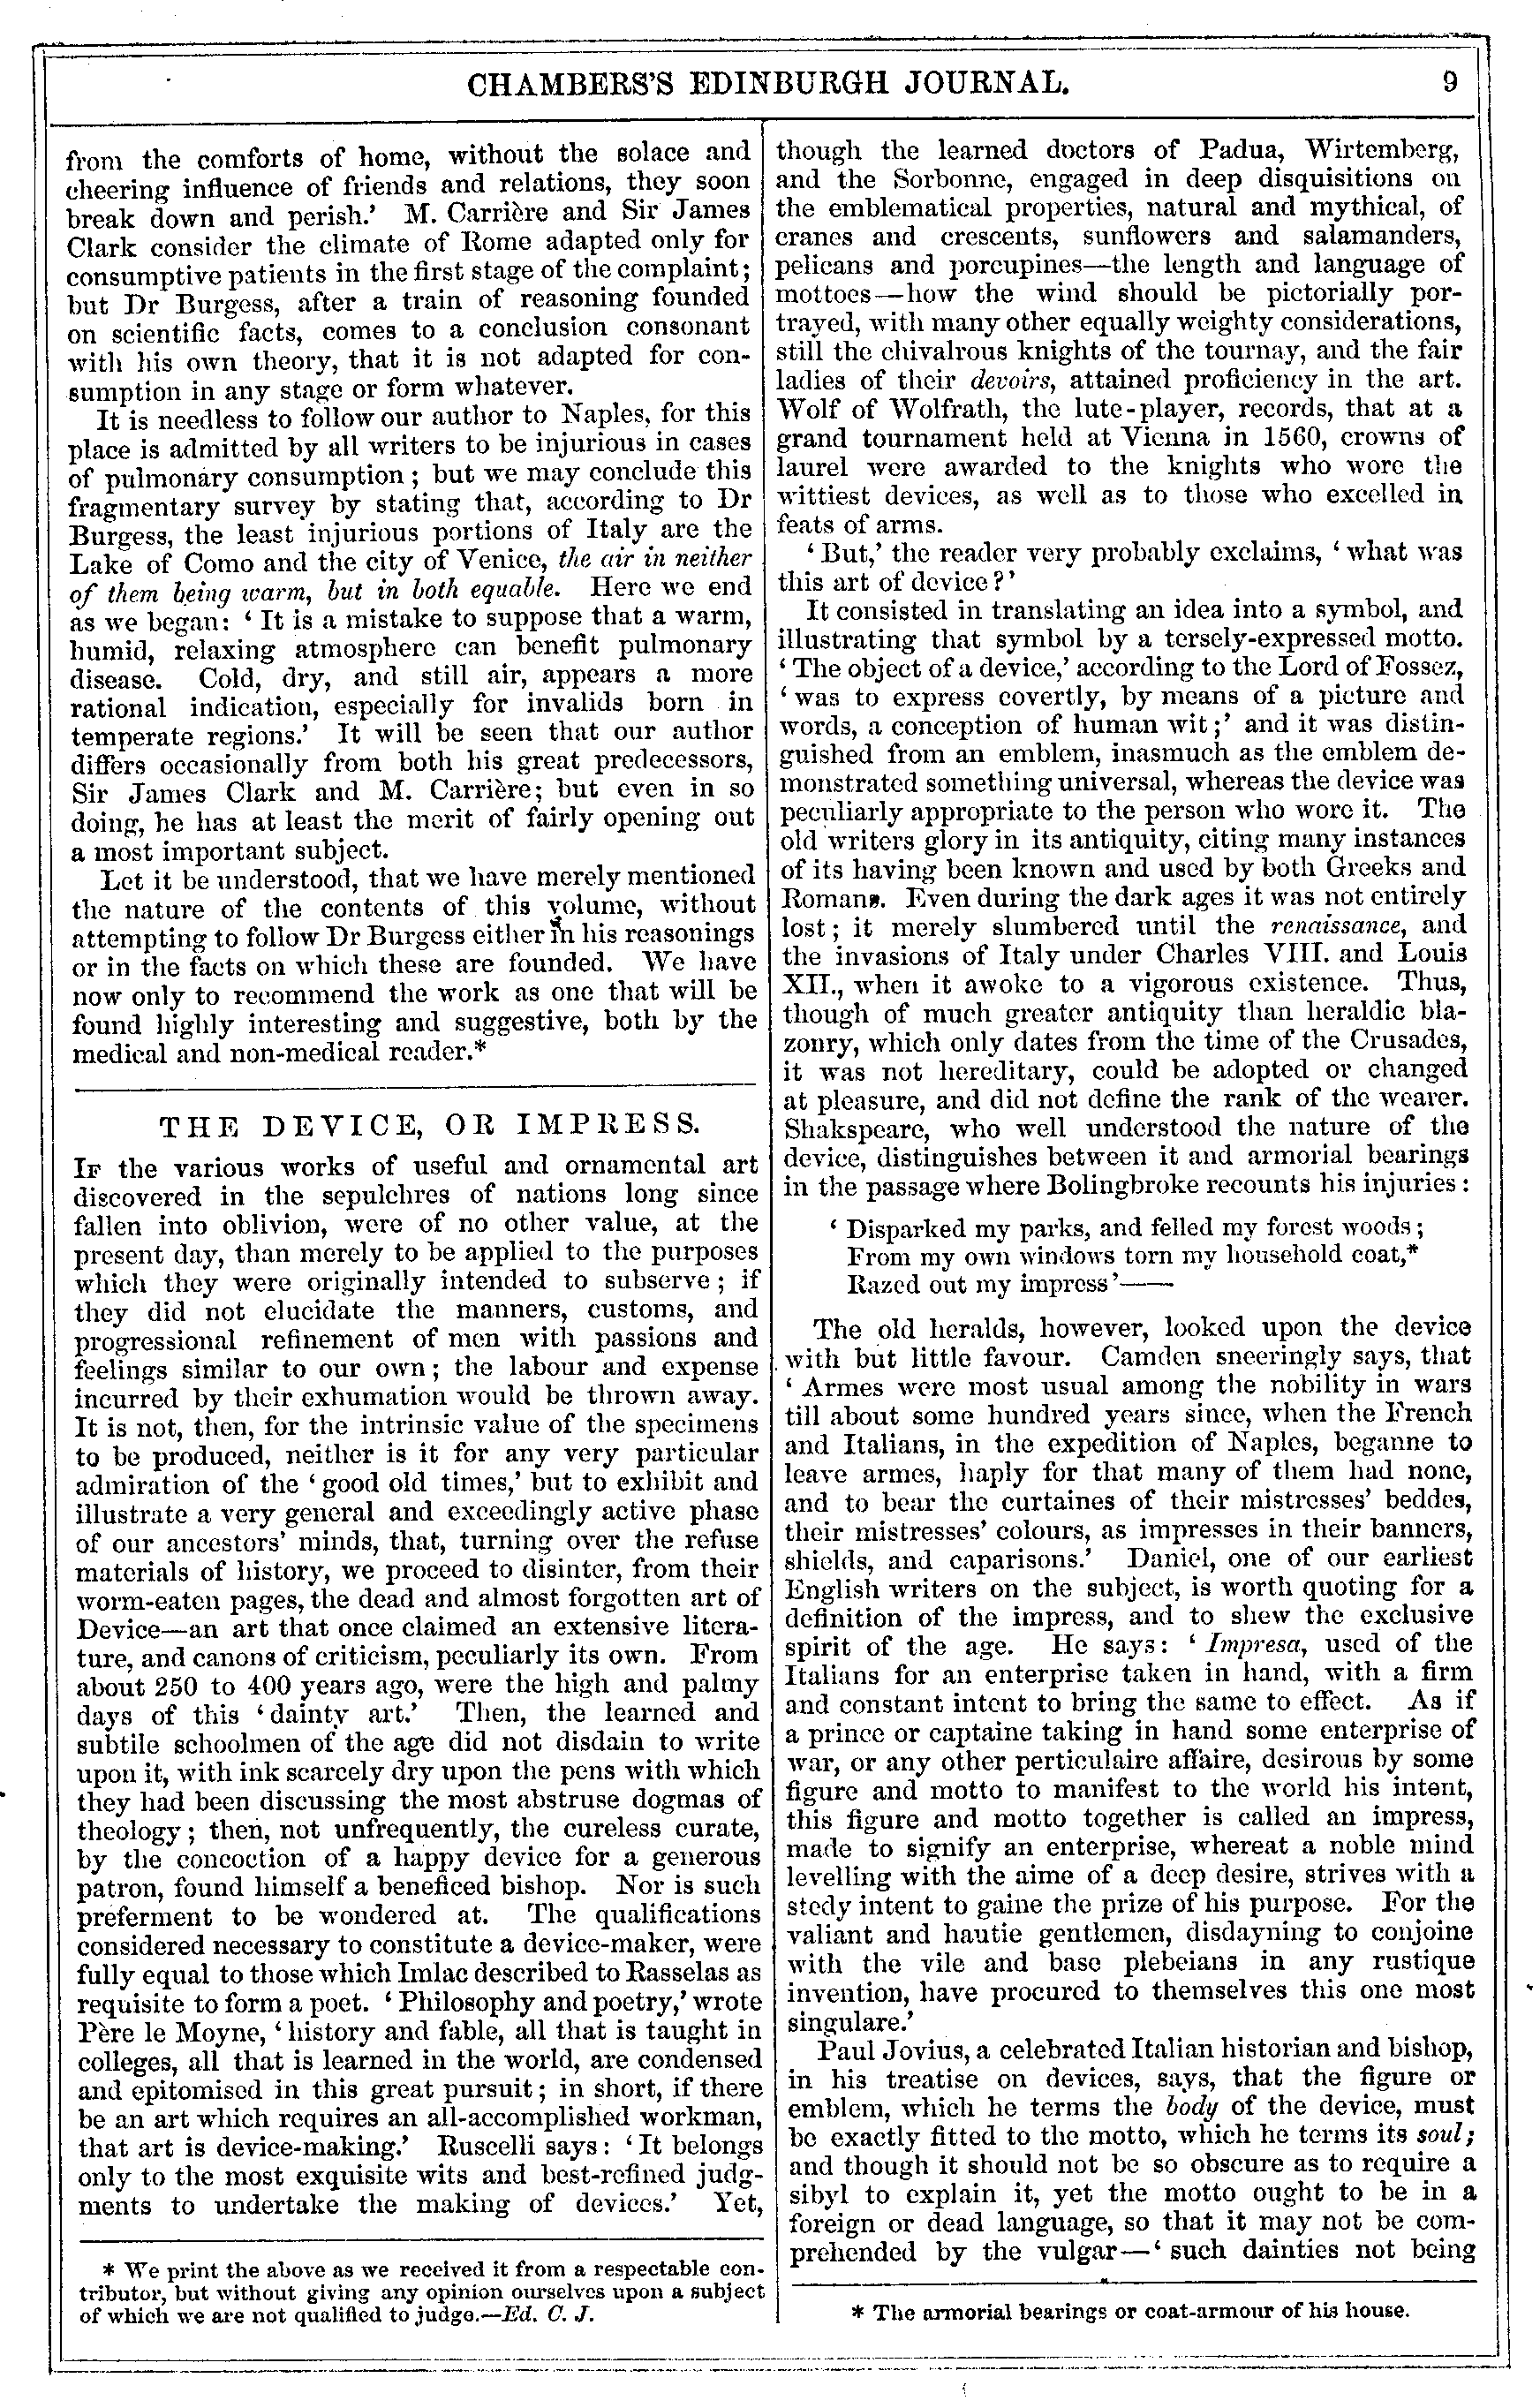 CHAMBERS'S EDINBURGH JOURNAL. 9
from the comforts of home, without the solace and
cheering influence of friends and relations, they soon
break down and perish.' M. Carrière and Sir James
Clark consider the climate of Rome adapted only for
consumptive patients in the first stage of the complaint;
but Dr Burgess, after a train of reasoning founded
on scientific facts, comes to a conclusion consonant
with his own theory, that it is not adapted for con-
sumption in any stage or form whatever.
It is needless to follow our author to Naples, for this
place is admitted by all writers to be injurious in cases
of pulmonary consumption; but we may conclude this
fragmentary survey by stating that, according to Dr
Burgess, the least injurious portions of Italy are the
Lake of Como and the city of Venice, the air in neither
of them being warm, but in both equable. Here we end
as we began: 'It is a mistake to suppose that a warm,
humid, relaxing atmosphere can benefit pulmonary
disease. Cold, dry, and still air, appears a more
rational indication, especially for invalids born in
temperate regions.' It will be seen that our author
differs occasionally from both his great predecessors,
Sir James Clark and M. Carrière; but even in so
doing, he has at least the merit of fairly opening out
a most important subject.
Let it be understood, that we have merely mentioned
the nature of the contents of this volume, without
attempting to follow Dr Burgess either in his reasonings
or in the facts on which these are founded. We have
now only to recommend the work as one that will be
found highly interesting and suggestive, both by the
medical and non-medical reader.*
THE DEVICE, OR IMPRESS.
IF the various works of useful and ornamental art
discovered in the sepulchres of nations long since
fallen into oblivion, were of no other value, at the
present day, than merely to be applied to the purposes
which they were originally intended to subserve; if
they did not elucidate the manners, customs, and
progressional refinement of men with passions and
feelings similar to our own; the labour and expense
incurred by their exhumation would be thrown away.
It is not, then, for the intrinsic value of the specimens
to be produced, neither is it for any very particular
admiration of the 'good old times,' but to exhibit and
illustrate a very general and exceedingly active phase
of our ancestors' minds, that, turning over the refuse
materials of history, we proceed to disinter, from their
worm-eaten pages, the dead and almost forgotten art of
Device—an art that once claimed an extensive litera-
ture, and canons of criticism, peculiarly its own. From
about 250 to 400 years ago, were the high and palmy
days of this 'dainty art.' Then, the learned and
subtile schoolmen of the age did not disdain to write
upon it, with ink scarcely dry upon the pens with which
they had been discussing the most abstruse dogmas of
theology; then, not unfrequently, the cureless curate,
by the concoction of a happy device for a generous
patron, found himself a beneficed bishop. Nor is such
preferment to be wondered at. The qualifications
considered necessary to constitute a device-maker, were
fully equal to those which Imlac described to Rasselas as
requisite to form a poet. 'Philosophy and poetry,' wrote
Père le Moyne, 'history and fable, all that is taught in
colleges, all that is learned in the world, are condensed
and epitomised in this great pursuit; in short, if there
be an art which requires an all-accomplished workman,
that art is device-making.' Ruscelli says: 'It belongs
only to the most exquisite wits and best-refined judg-
ments to undertake the making of devices.' Yet,
* We print the above as we received it from a respectable con-
tributor, but without giving any opinion ourselves upon a subject
of which we are not qualified to judge.—Ed. C. J.
though the learned doctors of Padua, Wirtemberg,
and the Sorbonne, engaged in deep disquisitions on
the emblematical properties, natural and mythical, of
cranes and crescents, sunflowers and salamanders,
pelicans and porcupines—the length and language of
mottoes—how the wind should be pictorially por-
trayed, with many other equally weighty considerations,
still the chivalrous knights of the tournay, and the fair
ladies of their devoirs, attained proficiency in the art.
Wolf of Wolfrath, the lute-player, records, that at a
grand tournament held at Vienna in 1560, crowns of
laurel were awarded to the knights who wore the
wittiest devices, as well as to those who excelled in
feats of arms.
'But,' the reader very probably exclaims, 'what was
this art of device?'
It consisted in translating an idea into a symbol, and
illustrating that symbol by a tersely-expressed motto.
'The object of a device,' according to the Lord of Fossez,
'was to express covertly, by means of a picture and
words, a conception of human wit;' and it was distin-
guished from an emblem, inasmuch as the emblem de-
monstrated something universal, whereas the device was
peculiarly appropriate to the person who wore it. The
old writers glory in its antiquity, citing many instances
of its having been known and used by both Greeks and
Romans. Even during the dark ages it was not entirely
lost; it merely slumbered until the renaissance, and
the invasions of Italy under Charles VIII. and Louis
XII., when it awoke to a vigorous existence. Thus,
though of much greater antiquity than heraldic bla-
zonry, which only dates from the time of the Crusades,
it was not hereditary, could be adopted or changed
at pleasure, and did not define the rank of the wearer.
Shakspeare, who well understood the nature of the
device, distinguishes between it and armorial bearings
in the passage where Bolingbroke recounts his injuries:
'Disparked my parks, and felled my forest woods;
From my own windows torn my household coat,*
Razed out my impress'——
The old heralds, however, looked upon the device
with but little favour. Camden sneeringly says, that
'Armes were most usual among the nobility in wars
till about some hundred years since, when the French
and Italians, in the expedition of Naples, beganne to
leave armes, haply for that many of them had none,
and to bear the curtaines of their mistresses' beddes,
their mistresses' colours, as impresses in their banners,
shields, and caparisons.' Daniel, one of our earliest
English writers on the subject, is worth quoting for a
definition of the impress, and to shew the exclusive
spirit of the age. He says: 'Impresa, used of the
Italians for an enterprise taken in hand, with a firm
and constant intent to bring the same to effect. As if
a prince or captaine taking in hand some enterprise of
war, or any other perticulaire affaire, desirous by some
figure and motto to manifest to the world his intent,
this figure and motto together is called an impress,
made to signify an enterprise, whereat a noble mind
levelling with the aime of a deep desire, strives with a
stedy intent to gaine the prize of his purpose. For the
valiant and hautie gentlemen, disdayning to conjoine
with the vile and base plebeians in any rustique
invention, have procured to themselves this one most
singulare.'
Paul Jovius, a celebrated Italian historian and bishop,
in his treatise on devices, says, that the figure or
emblem, which he terms the body of the device, must
be exactly fitted to the motto, which he terms its soul;
and though it should not be so obscure as to require a
sibyl to explain it, yet the motto ought to be in a
foreign or dead language, so that it may not be com-
prehended by the vulgar—'such dainties not being
* The armorial bearings or coat-armour of his house.